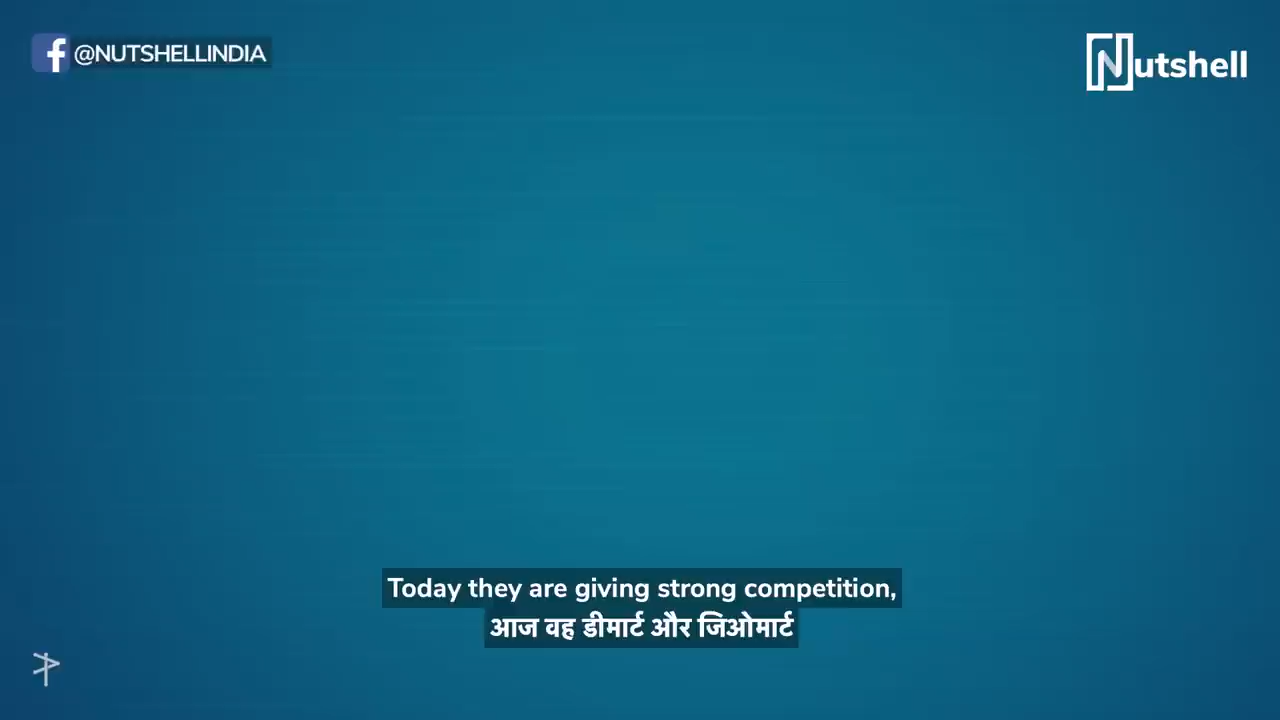 @NUTSHELLINDIA
Nutshell
Today they are giving strong competition,
आज वह डीमार्ट और जिओमार्ट